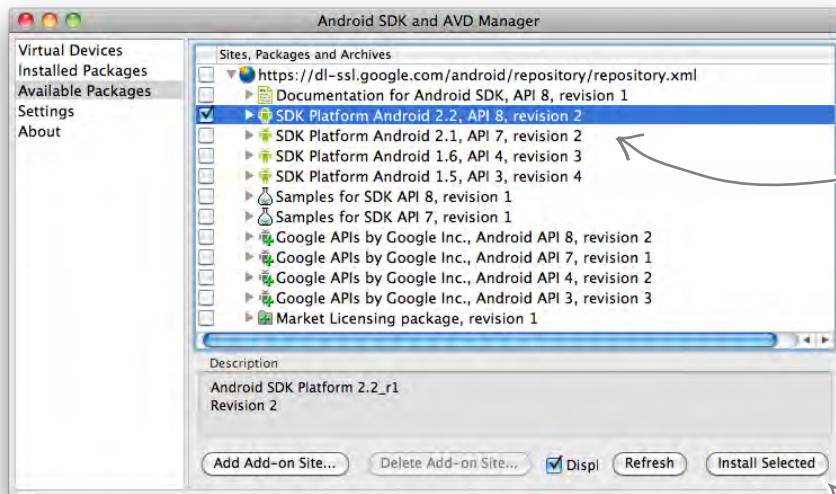 Android SDK and AVD Manager
Virtual Devices
Installed Packages
Available Packages
Settings
About
Sites, Packages and Archives
https://dl-ssl.google.com/android/repository/repository.xml
Documentation for Android SDK, API 8, revision 1
SDK Platform Android 2.2, API 8, revision 2
SDK Platform Android 2.1, API 7, revision 2
SDK Platform Android 1.6, API 4, revision 3
SDK Platform Android 1.5, API 3, revision 4
Samples for SDK API 8, revision 1
Samples for SDK API 7, revision 1
Google APIs by Google Inc., Android API 8, revision 2
Google APIs by Google Inc., Android API 7, revision 1
Google APIs by Google Inc., Android API 4, revision 2
Google APIs by Google Inc., Android API 3, revision 3
Market Licensing package, revision 1
Description
Android SDK Platform 2.2_r1
Revision 2
Add Add-on Site... Delete Add-on Site... Displ Refresh Install Selected